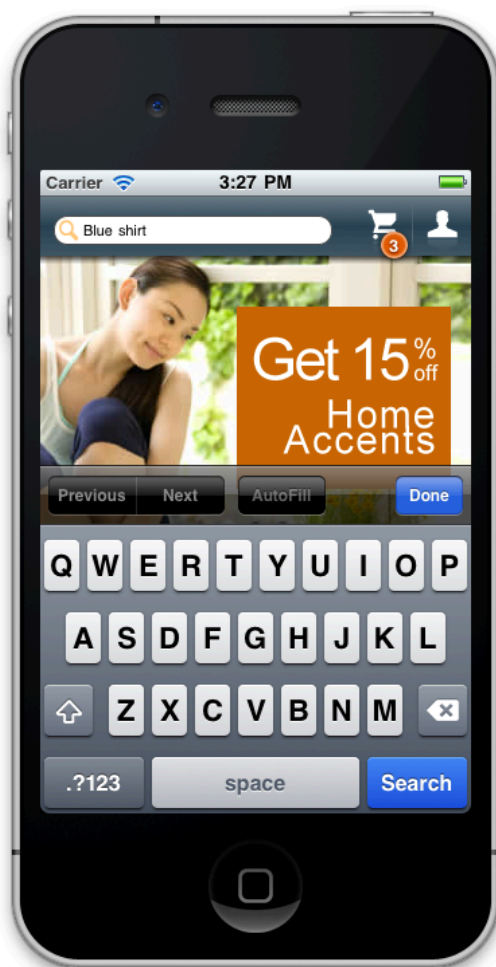 Carrier 3:27 PM
Blue shirt
3
Get 15% off
Home
Accents
Previous Next AutoFill Done
Q W E R T Y U I O P
A S D F G H J K L
Z X C V B N M
.?123 space Search